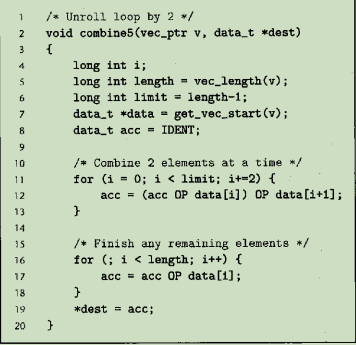 1 /* Unroll loop by 2 */
2 void combine5(vec_ptr v, data_t *dest)
3 {
4     long int i;
5     long int length = vec_length(v);
6     long int limit = length-1;
7     data_t *data = get_vec_start(v);
8     data_t acc = IDENT;
9
10     /* Combine 2 elements at a time */
11     for (i = 0; i < limit; i+=2) {
12         acc = (acc OP data[i]) OP data[i+1];
13     }
14
15     /* Finish any remaining elements */
16     for (; i < length; i++) {
17         acc = acc OP data[i];
18     }
19     *dest = acc;
20 }